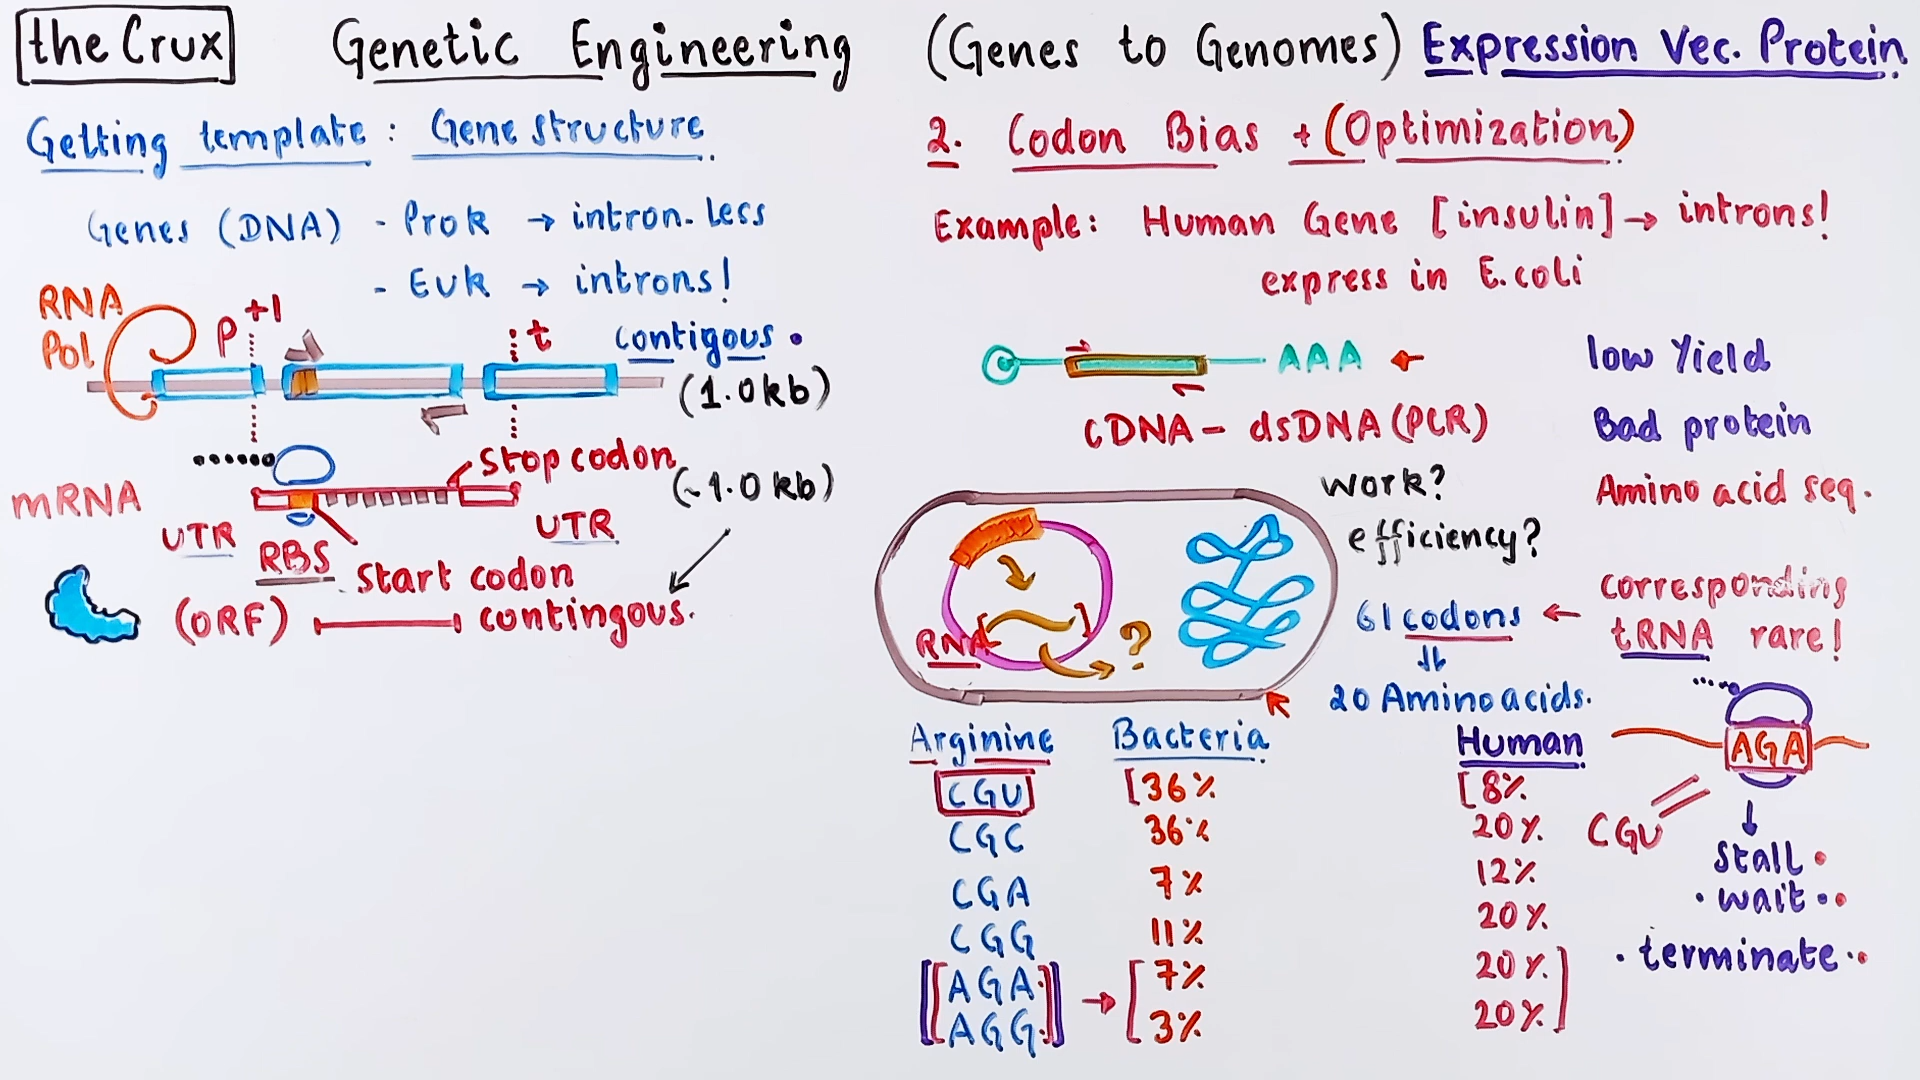 the Crux Genetic Engineering (Genes to Genomes) Expression Vec. Protein
Getting template : Gene structure
Genes (DNA) - Prok → intron-less
- Euk → introns!
RNA
Pol
P +1
t
contigous.
(1.0kb)
stop codon
(~1.0 kb)
mRNA
UTR
RBS
UTR
start codon
(ORF)
contingous.
2. Codon Bias + (Optimization)
Example: Human Gene [insulin] → introns!
express in E.coli
AAA ←
cDNA - dsDNA (PCR)
low Yield
Bad protein
Amino acid seq.
work?
efficiency?
RNA
?
61 codons ←
corresponding
tRNA rare!
20 Aminoacids.
Arginine Bacteria Human
CGU [36% [8%
CGC 36% 20%
CGA 7% 12%
CGG 11% 20%
[[AGA]] → [7% 20%]
AGG 3% 20%
AGA
CGU
↓
stall.
. wait..
. terminate..